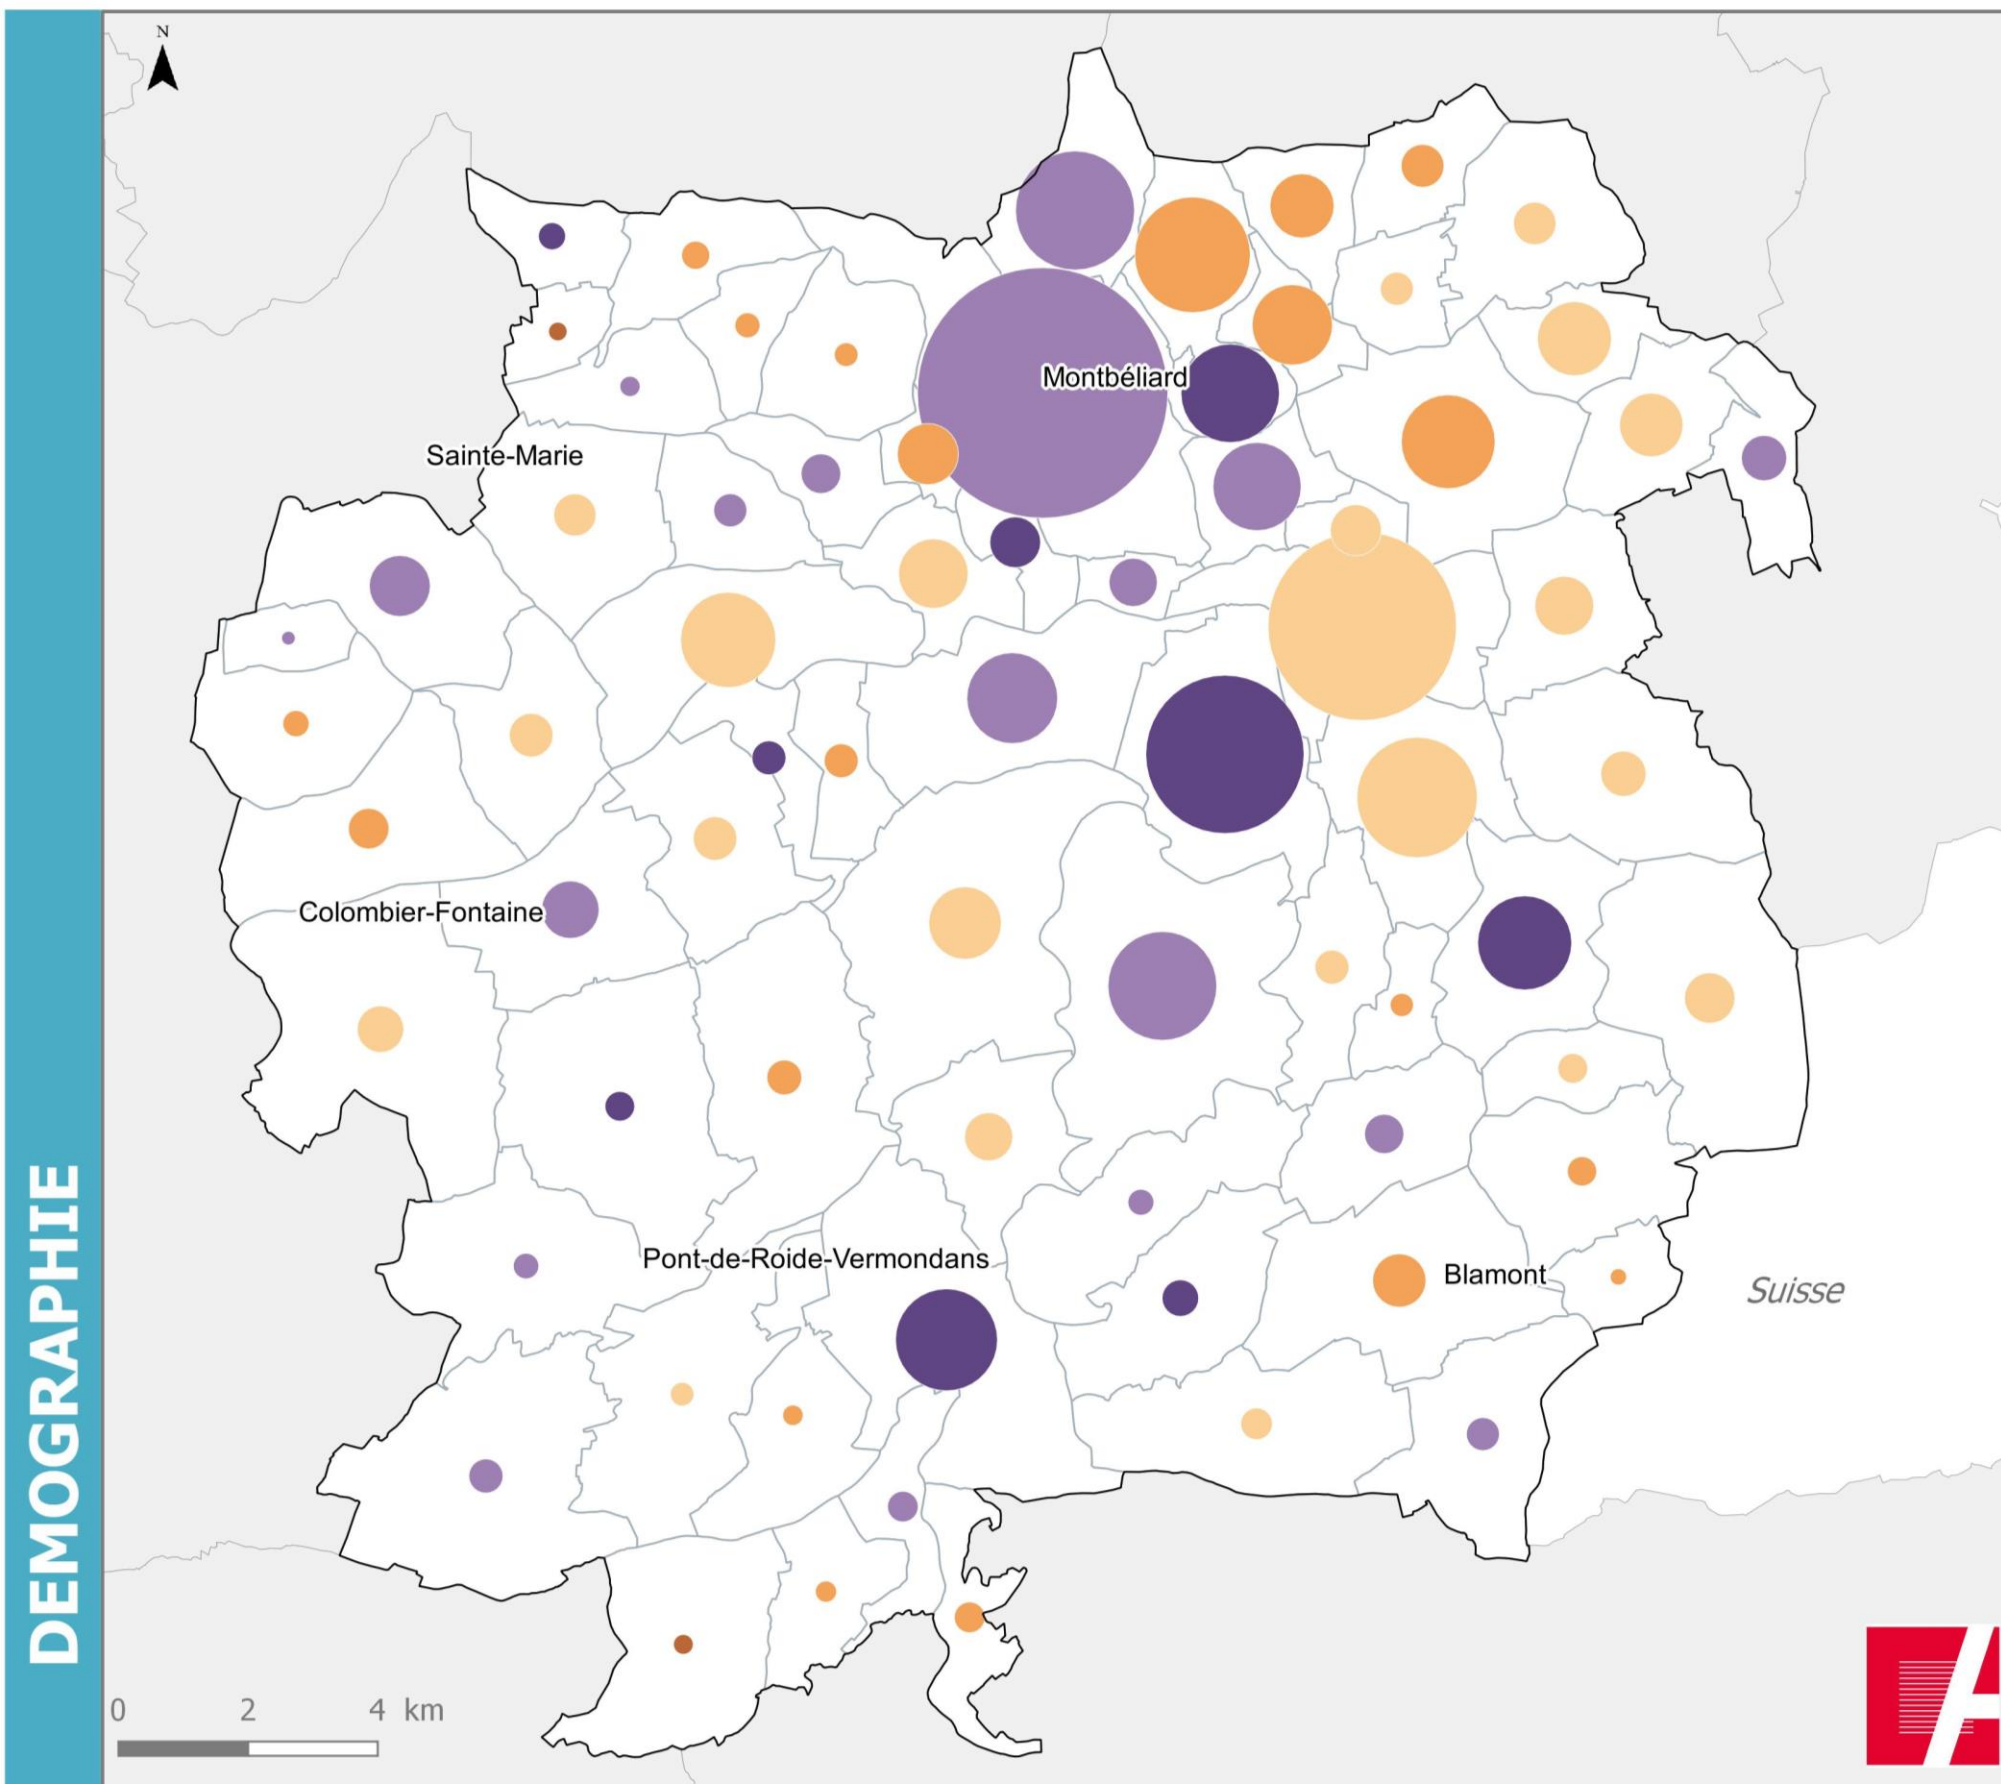 N
Montbéliard
Sainte-Marie
Colombier-Fontaine
Pont-de-Roide-Vermondans
Blamont
Suisse
DEMOGRAPHIE
0 2 4 km
A